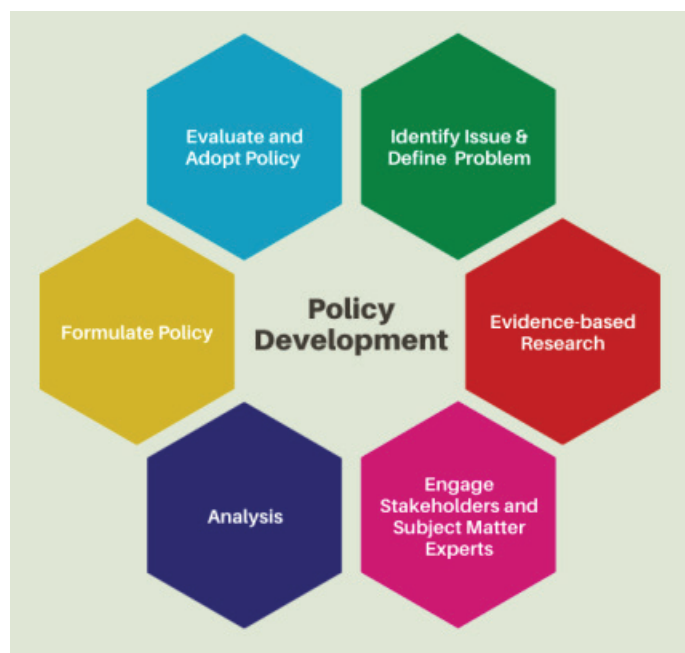 Policy
Development
Identify Issue &
Define Problem
Evidence-based
Research
Engage
Stakeholders and
Subject Matter
Experts
Analysis
Formulate Policy
Evaluate and
Adopt Policy